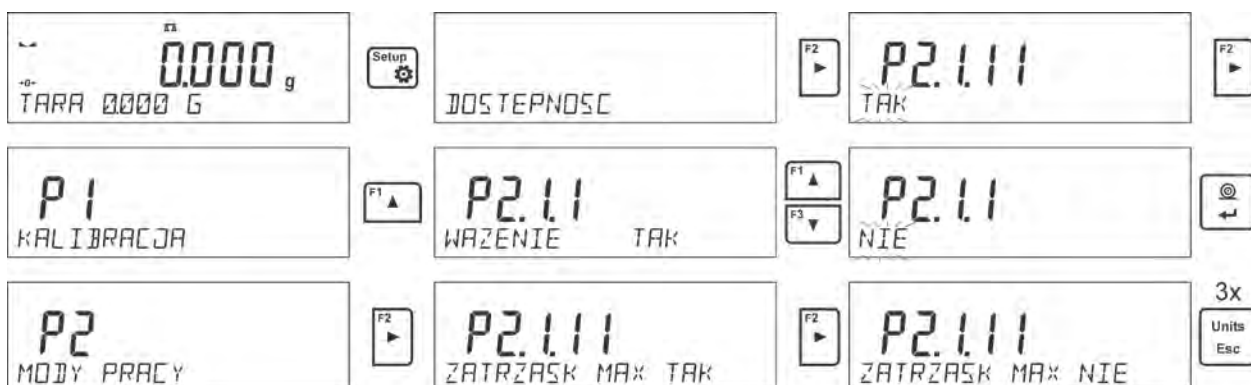 0.000 g
-0-
TARA 0000 G
Setup
DOSTEPNOSC
F2
P2.1.11
TAK
F2
P1
KALIBRACJA
F1
P2.1.1
WAZENIE TAK
F1
F3
P2.1.1
NIE
P2
MODY PRACY
F2
P2.1.11
ZATRZASK MAX TAK
F2
P2.1.11
ZATRZASK MAX NIE
3x
Units
Esc